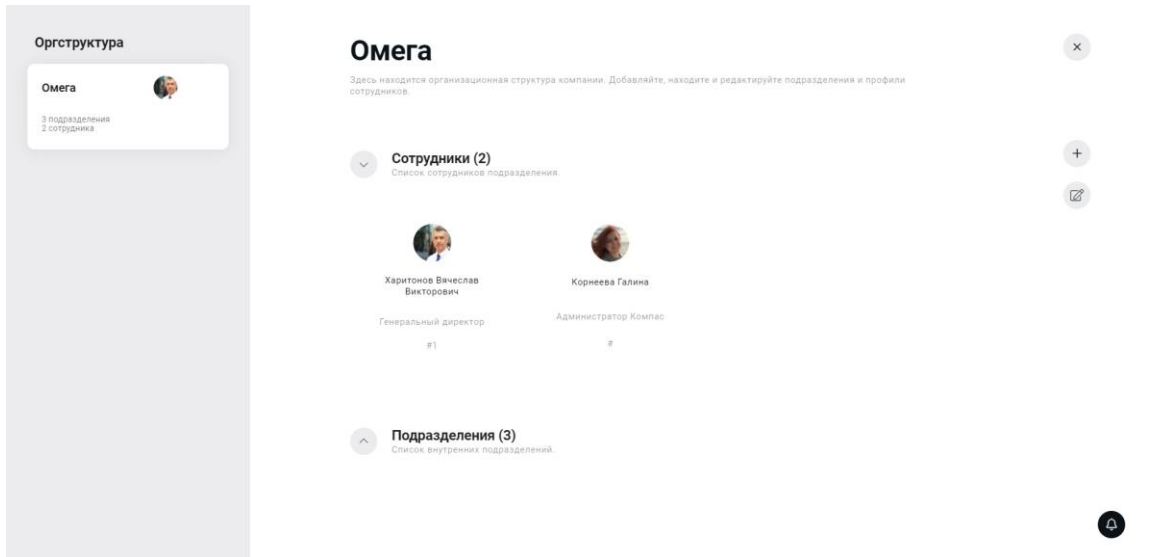 Оргструктура
Омега
3 подразделения
2 сотрудника
Омега
Здесь находится организационная структура компании. Добавляйте, находите и редактируйте подразделения и профили
сотрудников.
Сотрудники (2)
Список сотрудников подразделения.
Харитонов Вячеслав
Викторович
Генеральный директор
#1
Корнеева Галина
Администратор Компас
#
Подразделения (3)
Список внутренних подразделений.